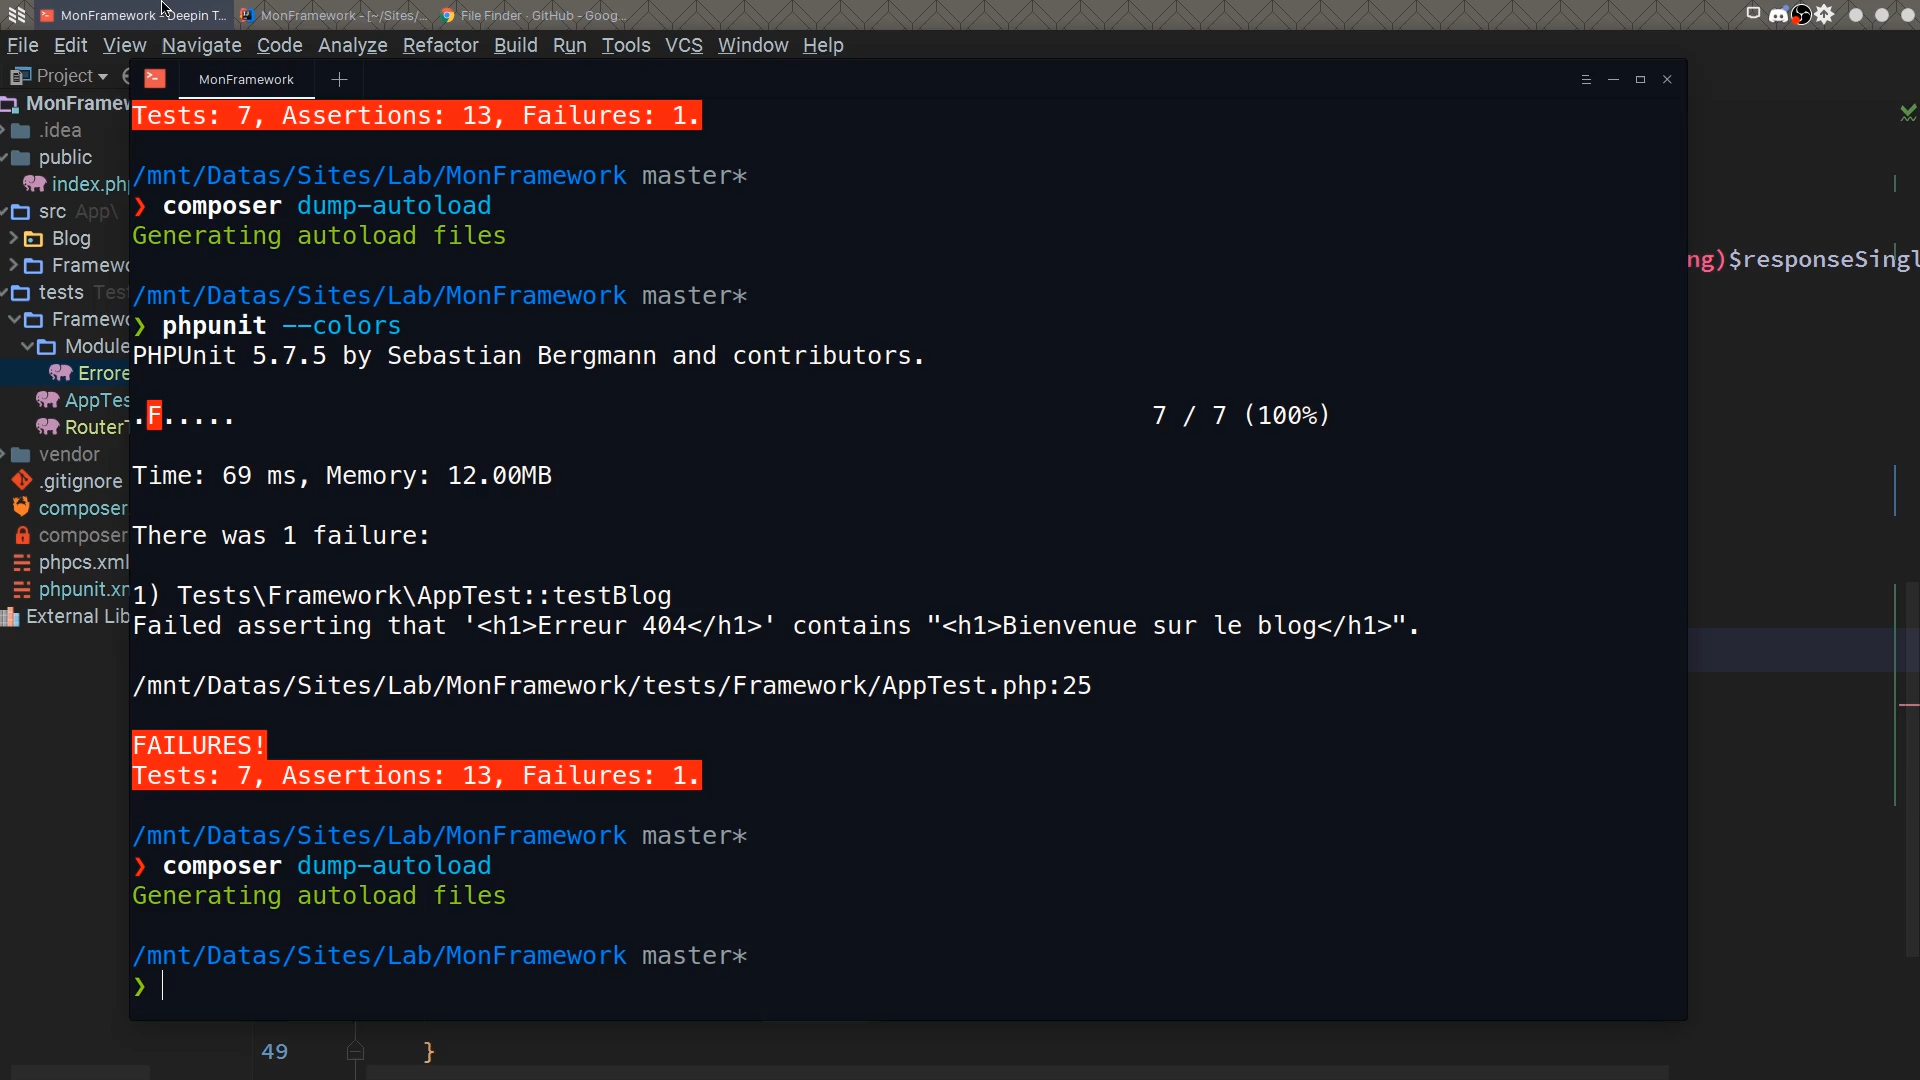 MonFramework - Deepin T...
MonFramework - [~/Sites/...
File Finder · GitHub - Goog...
File Edit View Navigate Code Analyze Refactor Build Run Tools VCS Window Help
Project
MonFramework
+
MonFramew
.idea
public
index.php
src App\
Blog
Framewo
tests Tes
Framewo
Module
Errore
AppTes
RouterT
vendor
.gitignore
composer.
composer
phpcs.xml
phpunit.xn
External Lib
Tests: 7, Assertions: 13, Failures: 1.
/mnt/Datas/Sites/Lab/MonFramework master*
❯ composer dump-autoload
Generating autoload files
/mnt/Datas/Sites/Lab/MonFramework master*
❯ phpunit --colors
PHPUnit 5.7.5 by Sebastian Bergmann and contributors.
.F..... 7 / 7 (100%)
Time: 69 ms, Memory: 12.00MB
There was 1 failure:
1) Tests\Framework\AppTest::testBlog
Failed asserting that '<h1>Erreur 404</h1>' contains "<h1>Bienvenue sur le blog</h1>".
/mnt/Datas/Sites/Lab/MonFramework/tests/Framework/AppTest.php:25
FAILURES!
Tests: 7, Assertions: 13, Failures: 1.
/mnt/Datas/Sites/Lab/MonFramework master*
❯ composer dump-autoload
Generating autoload files
/mnt/Datas/Sites/Lab/MonFramework master*
❯
ng)$responseSingl
49 }